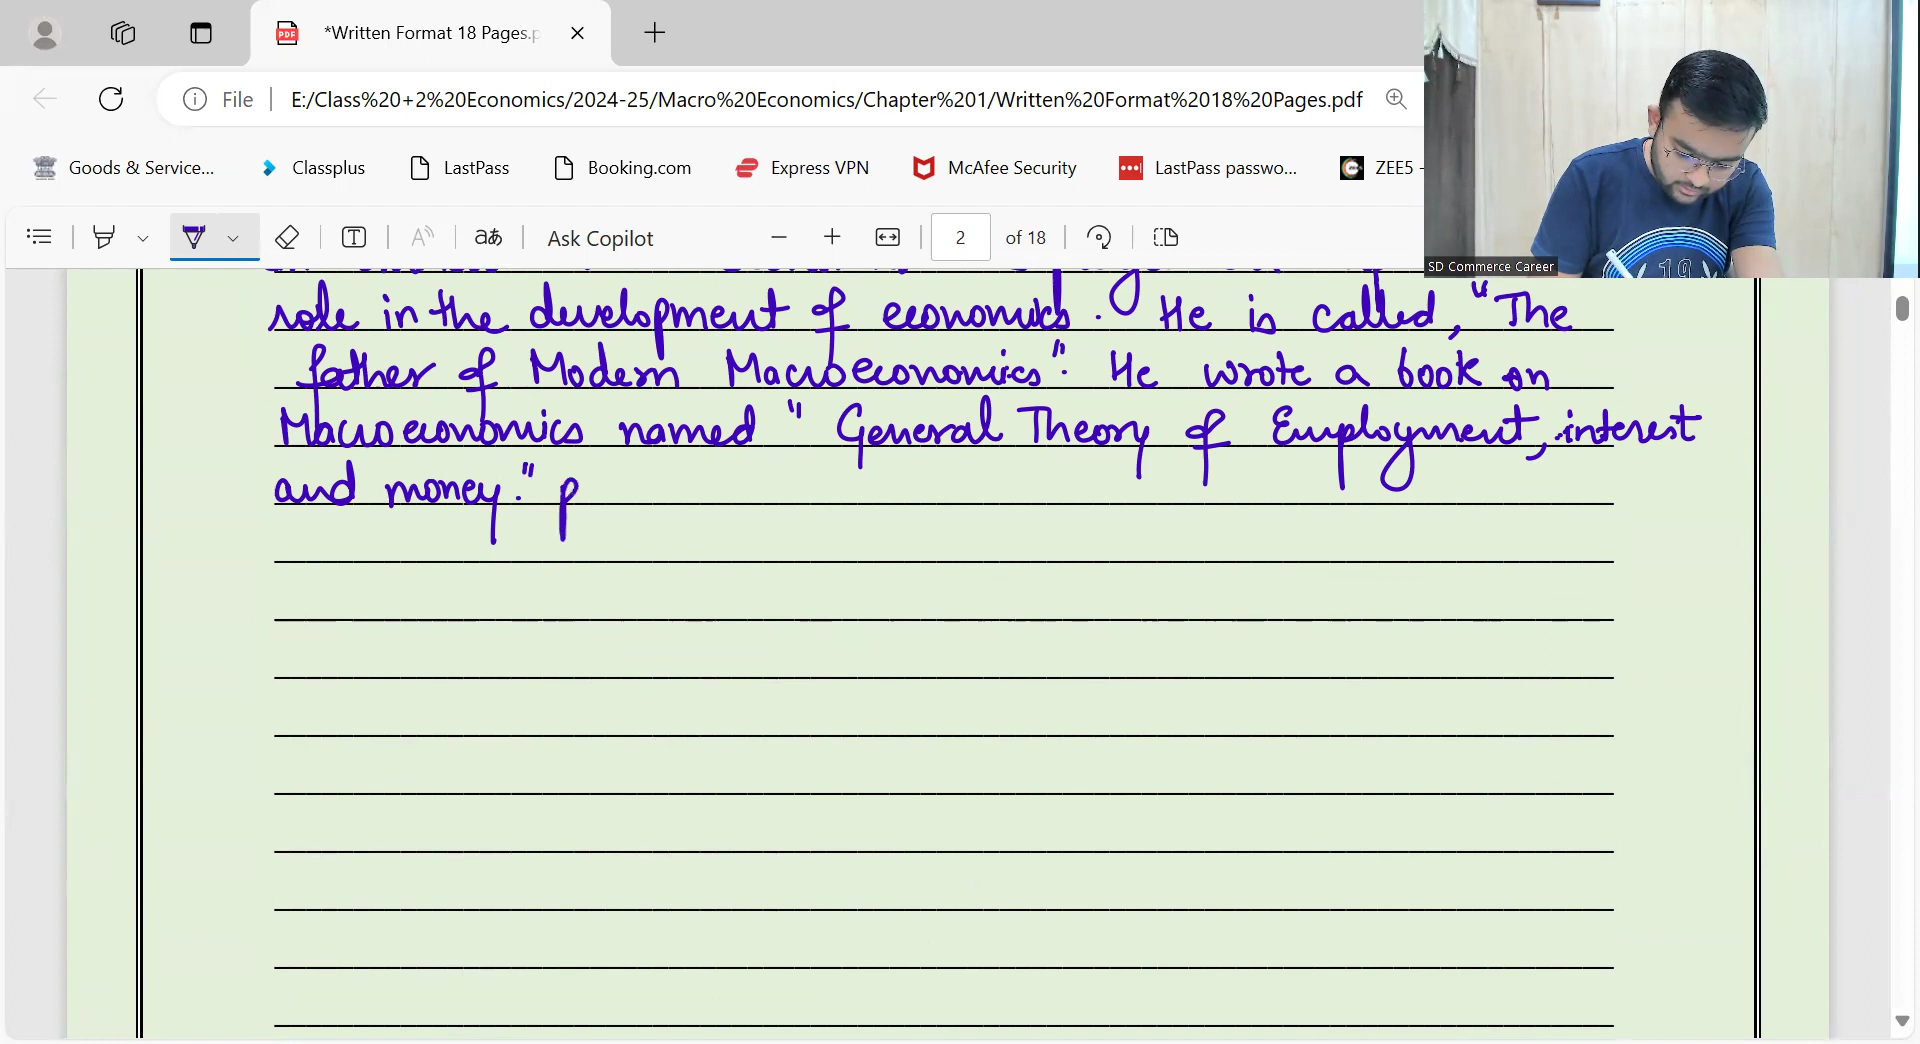 *Written Format 18 Pages.p
File E:/Class%20+2%20Economics/2024-25/Macro%20Economics/Chapter%201/Written%20Format%2018%20Pages.pdf
Goods & Service... Classplus LastPass Booking.com Express VPN McAfee Security LastPass passwo... ZEE5 -
aあ Ask Copilot 2 of 18
SD Commerce Career
19
role in the development of economics. He is called, "The
father of Modern Macroeconomics". He wrote a book on
Macroeconomics named " General Theory of Employment, interest
and money." p